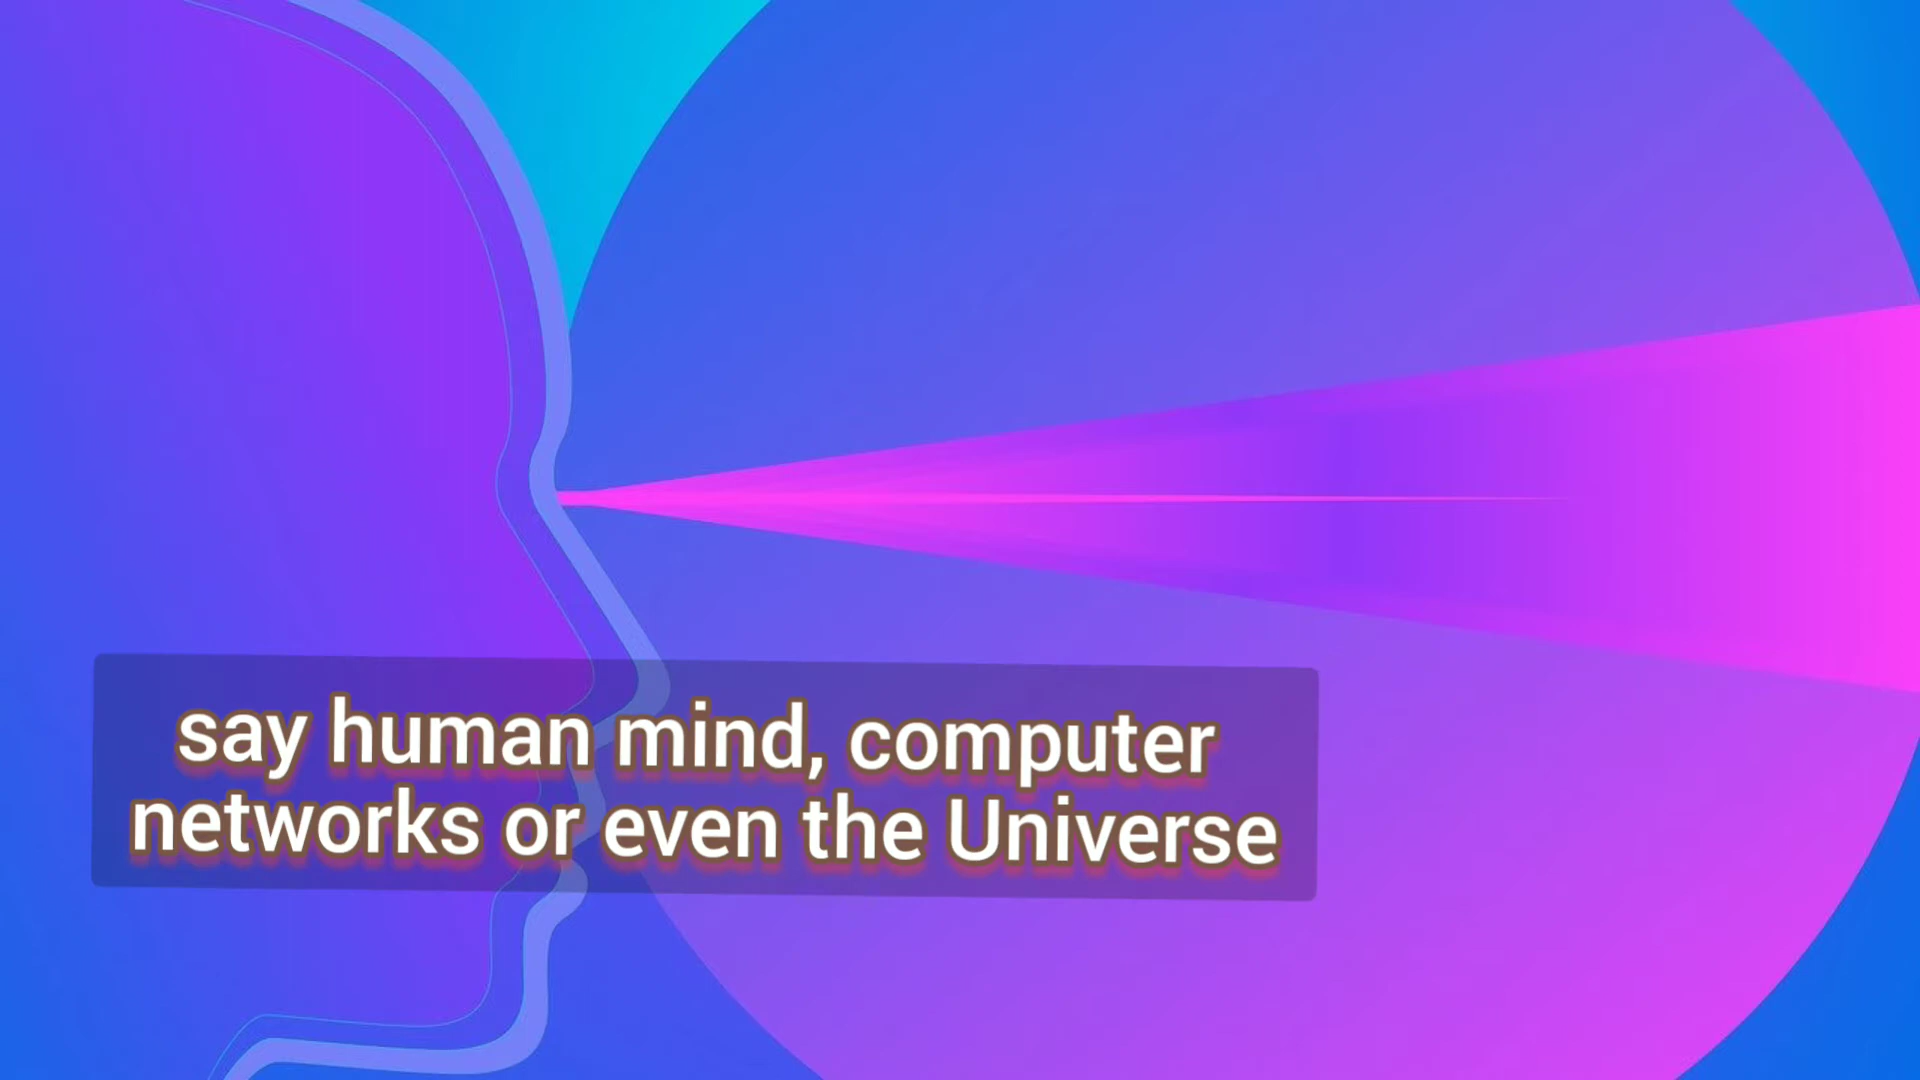 say human mind, computer
networks or even the Universe